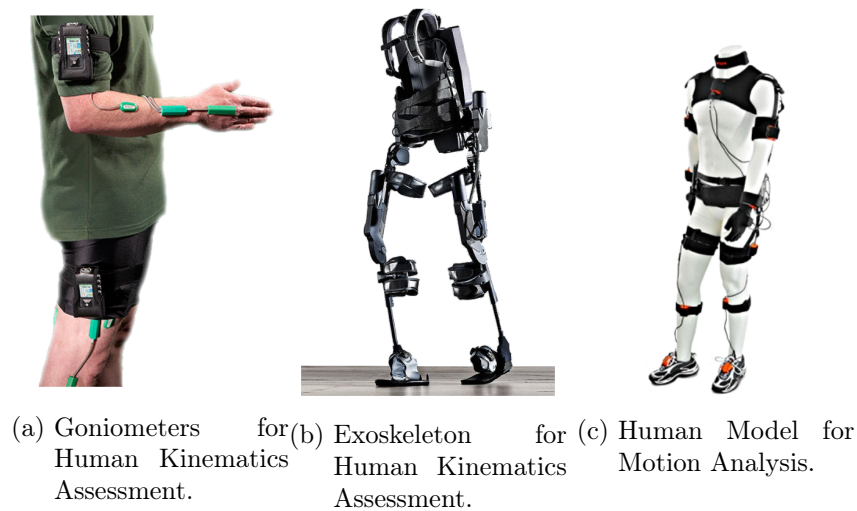 (a) Goniometers for
Human Kinematics
Assessment.
(b) Exoskeleton for
Human Kinematics
Assessment.
(c) Human Model for
Motion Analysis.